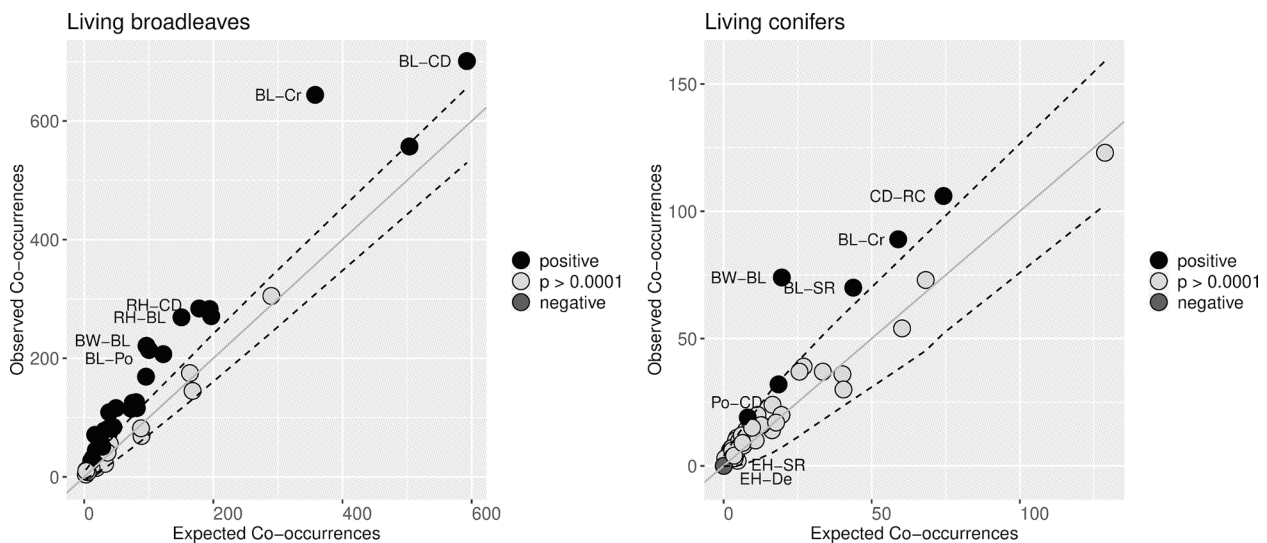 Living broadleaves
Observed Co−occurrences
600
400
200
0
BL−CD
BL−Cr
RH−CD
RH−BL
BW−BL
BL−Po
0
200
400
600
Expected Co−occurrences
positive
p > 0.0001
negative
Living conifers
Observed Co−occurrences
150
100
50
0
CD−RC
BL−Cr
BW−BL
BL−SR
Po−CD
EH−SR
EH−De
0
50
100
Expected Co−occurrences
positive
p > 0.0001
negative